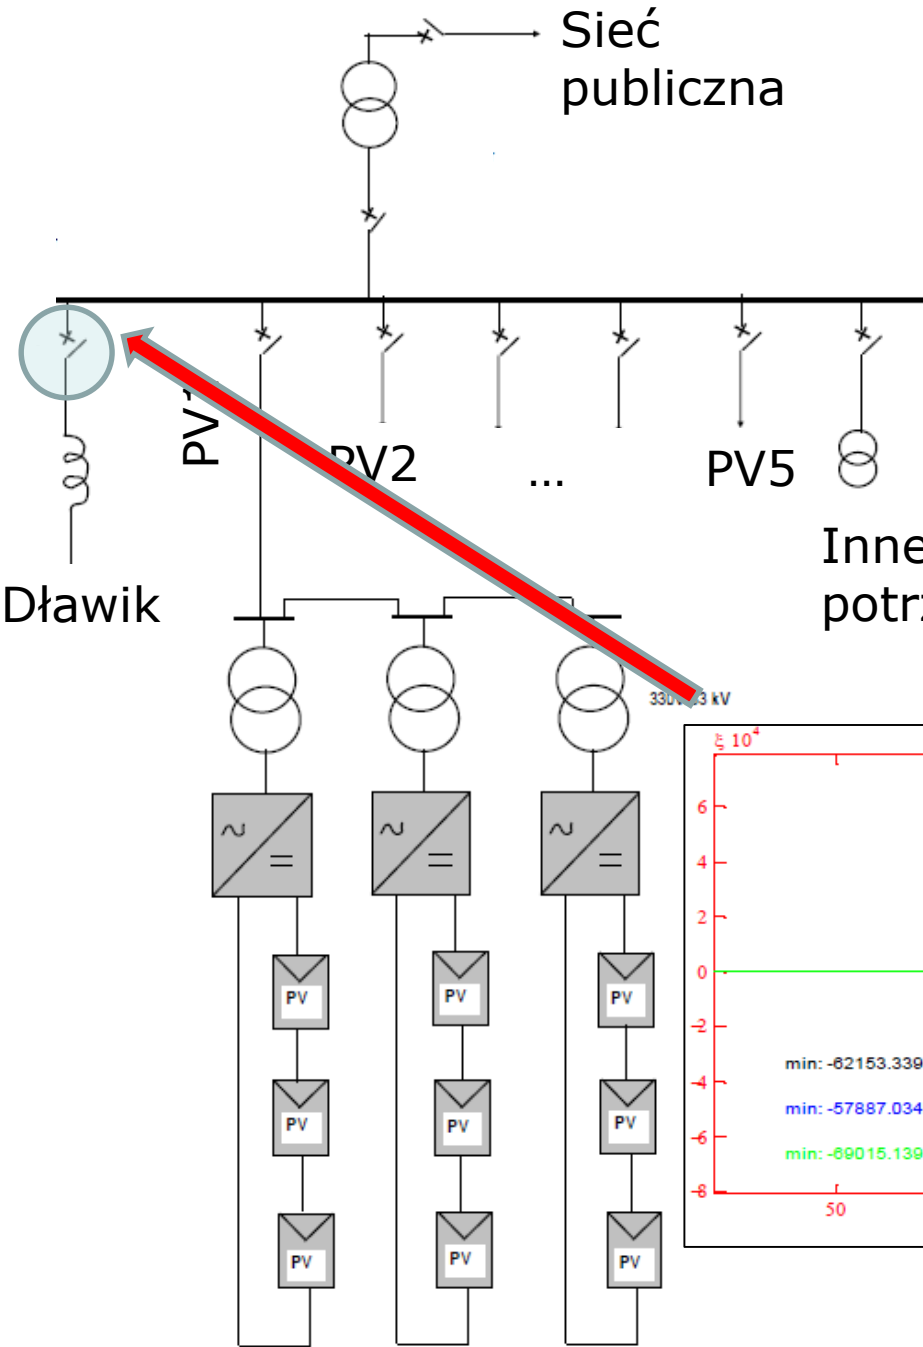 Sieć
publiczna
PV2
...
PV5
Inne
Dławik
ξ 10⁴
6
4
2
0
-2
-4
-6
-8
min: -62153.339
min: -57887.034
min: -69015.139
50
PV
PV
PV
PV
PV
PV
PV
PV
PV